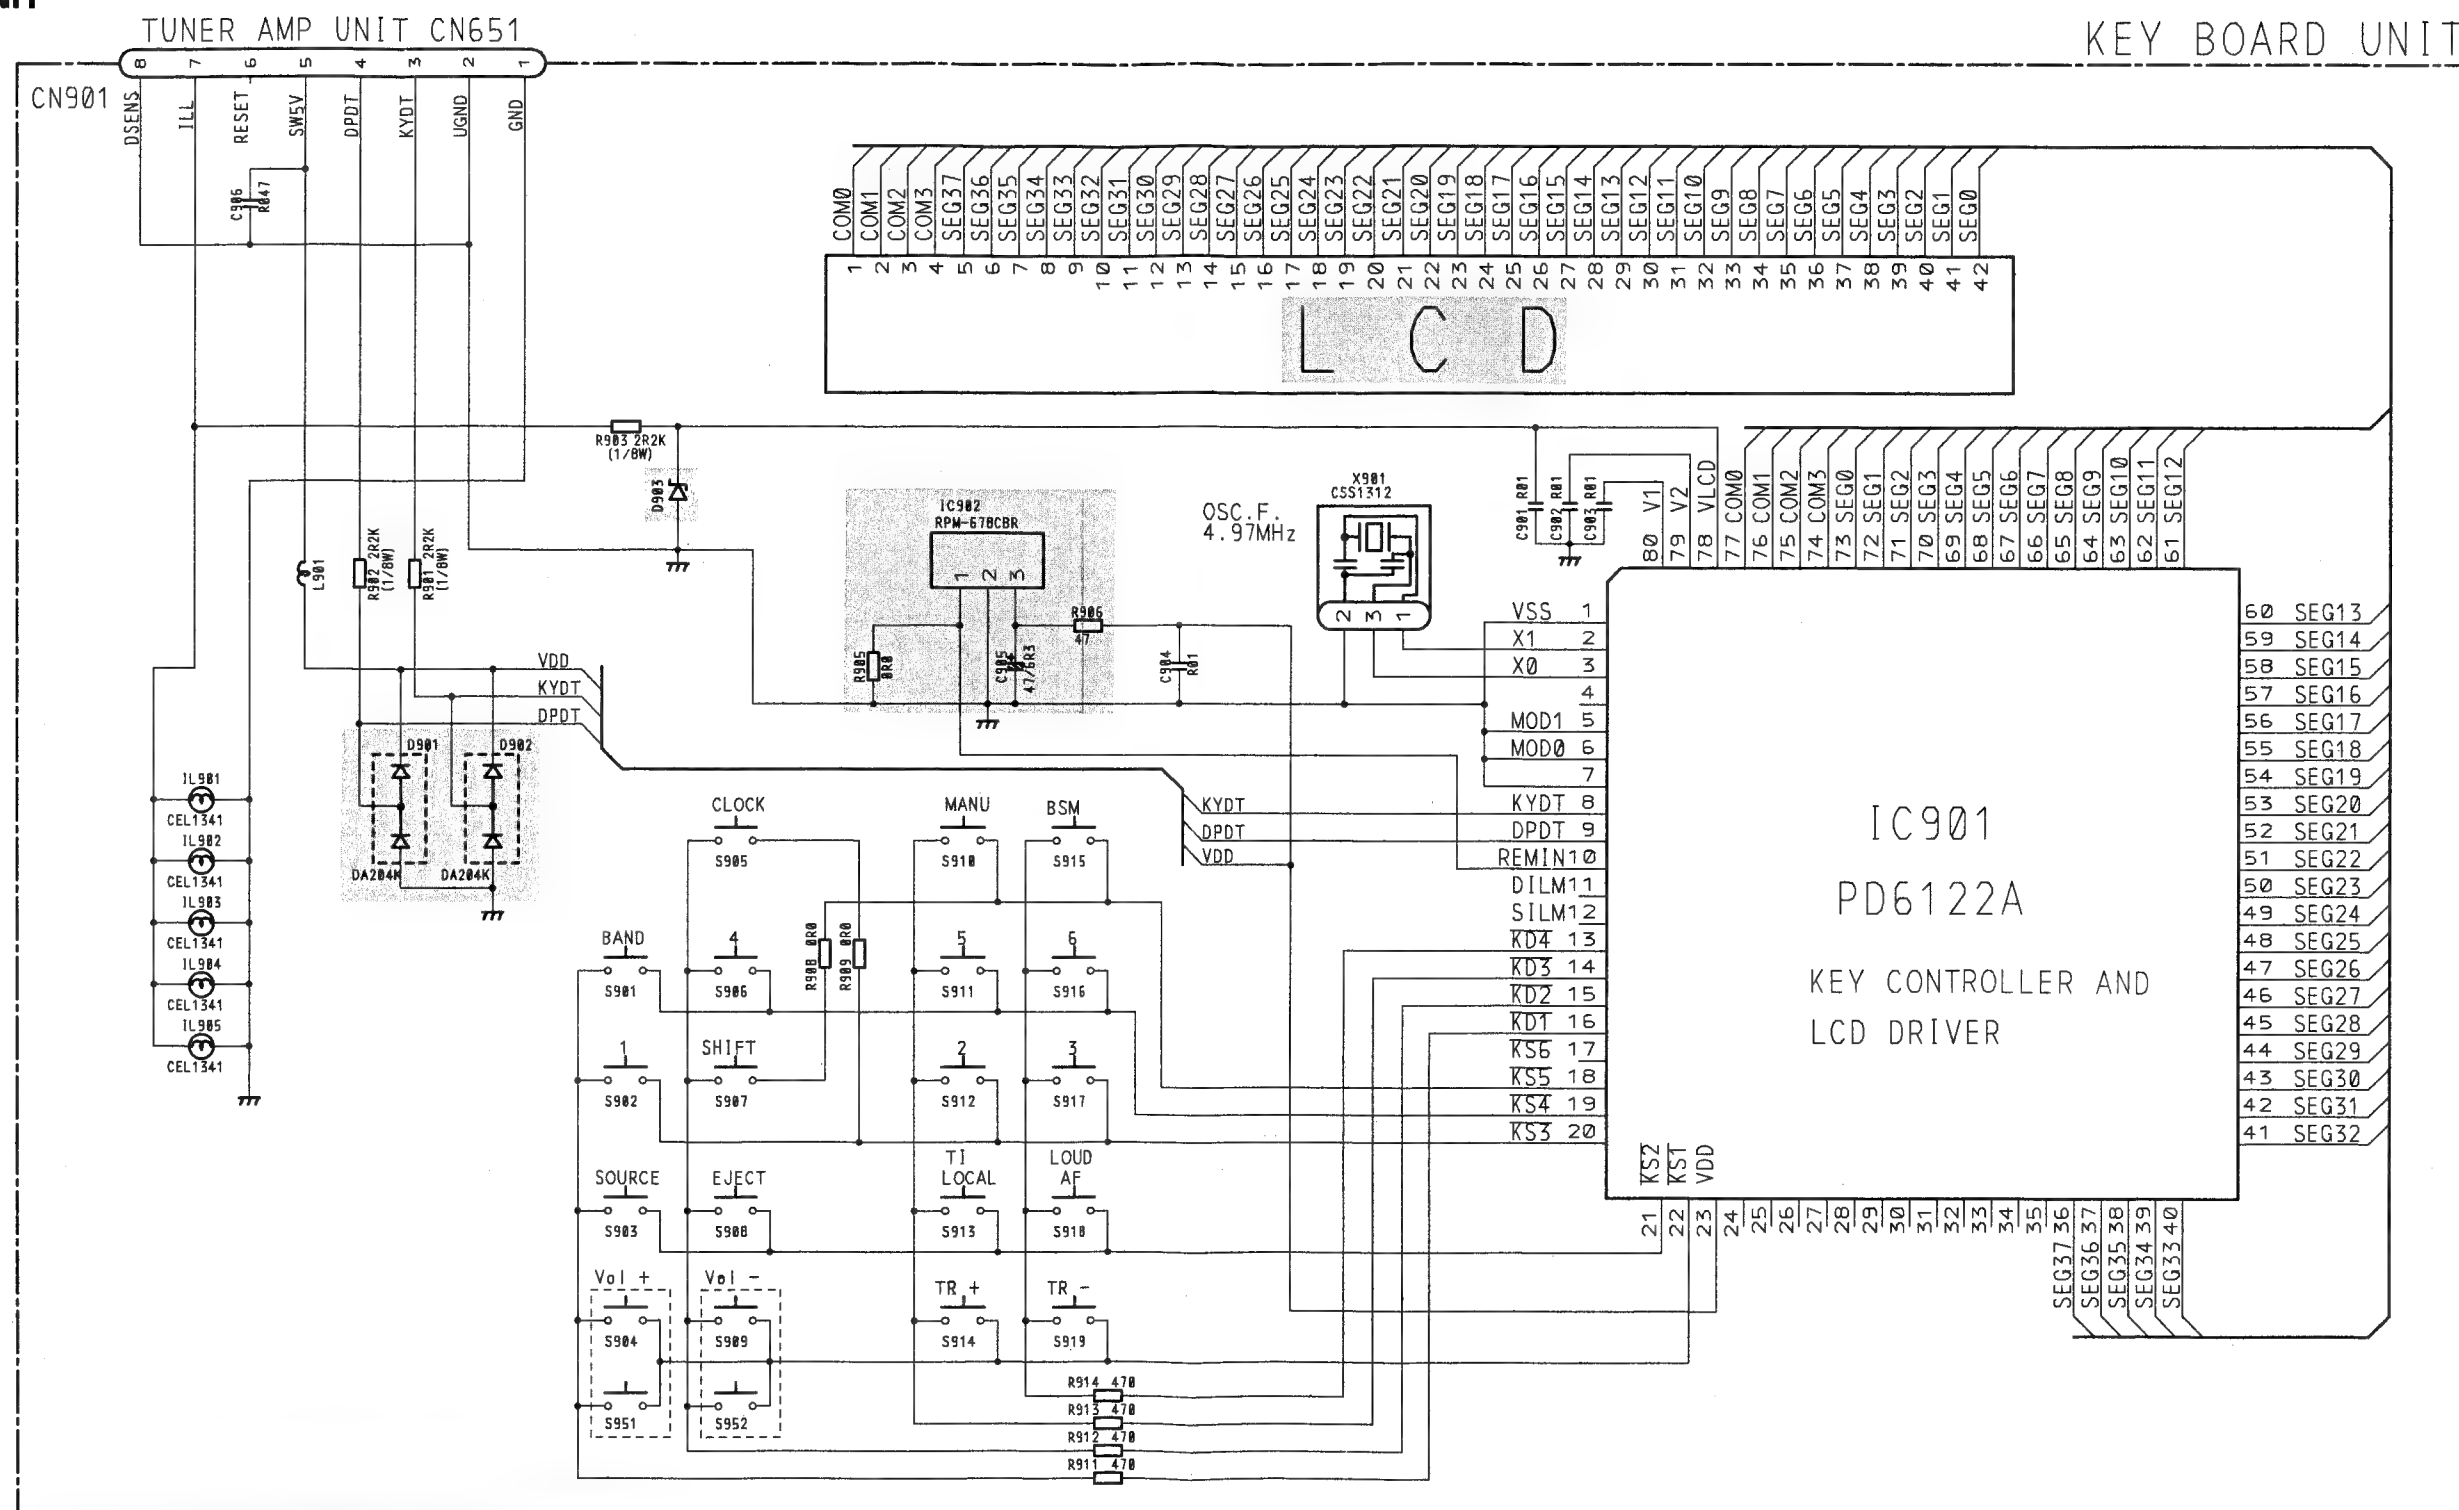 TUNER AMP UNIT CN651
KEY BOARD UNIT
8 7 6 5 4 3 2 1
CN901
DSENS
ILL
RESET
SW5V
DPDT
KYDT
UGND
GND
C906
R047
COM0 COM1 COM2 COM3 SEG37 SEG36 SEG35 SEG34 SEG33 SEG32 SEG31 SEG30 SEG29 SEG28 SEG27 SEG26 SEG25 SEG24 SEG23 SEG22 SEG21 SEG20 SEG19 SEG18 SEG17 SEG16 SEG15 SEG14 SEG13 SEG12 SEG11 SEG10 SEG9 SEG8 SEG7 SEG6 SEG5 SEG4 SEG3 SEG2 SEG1 SEG0
1 2 3 4 5 6 7 8 9 10 11 12 13 14 15 16 17 18 19 20 21 22 23 24 25 26 27 28 29 30 31 32 33 34 35 36 37 38 39 40 41 42
LCD
R903 2R2K
(1/8W)
D903
IC902
RPM-678CBR
1 2 3
R906
47
R905
0R0
C905
47/6R3
C904
R01
OSC.F.
4.97MHz
X901
CSS1312
2 3 1
C901 R01
C902 R01
C903 R01
80 V1
79 V2
78 VLCD
77 COM0
76 COM1
75 COM2
74 COM3
73 SEG0
72 SEG1
71 SEG2
70 SEG3
69 SEG4
68 SEG5
67 SEG6
66 SEG7
65 SEG8
64 SEG9
63 SEG10
62 SEG11
61 SEG12
L901
R902 2R2K
(1/8W)
R901 2R2K
(1/8W)
VDD
KYDT
DPDT
D901
D902
DA204K
DA204K
IL901
CEL1341
IL902
CEL1341
IL903
CEL1341
IL904
CEL1341
IL905
CEL1341
VSS 1
X1 2
X0 3
4
MOD1 5
MOD0 6
7
KYDT 8
DPDT 9
REMIN10
DILM11
SILM12
KD4 13
KD3 14
KD2 15
KD1 16
KS6 17
KS5 18
KS4 19
KS3 20
KYDT
DPDT
VDD
IC901
PD6122A
KEY CONTROLLER AND
LCD DRIVER
60 SEG13
59 SEG14
58 SEG15
57 SEG16
56 SEG17
55 SEG18
54 SEG19
53 SEG20
52 SEG21
51 SEG22
50 SEG23
49 SEG24
48 SEG25
47 SEG26
46 SEG27
45 SEG28
44 SEG29
43 SEG30
42 SEG31
41 SEG32
KS2
KS1
VDD
21 22 23 24 25 26 27 28 29 30 31 32 33 34 35
SEG37 36
SEG36 37
SEG35 38
SEG34 39
SEG33 40
CLOCK
S905
MANU
S910
BSM
S915
R908 0R0
R909 0R0
BAND
S901
4
S906
5
S911
6
S916
1
S902
SHIFT
S907
2
S912
3
S917
SOURCE
S903
EJECT
S908
TI
LOCAL
S913
LOUD
AF
S918
Vol +
S904
S951
Vol -
S909
S952
TR +
S914
TR -
S919
R914 470
R913 470
R912 470
R911 470